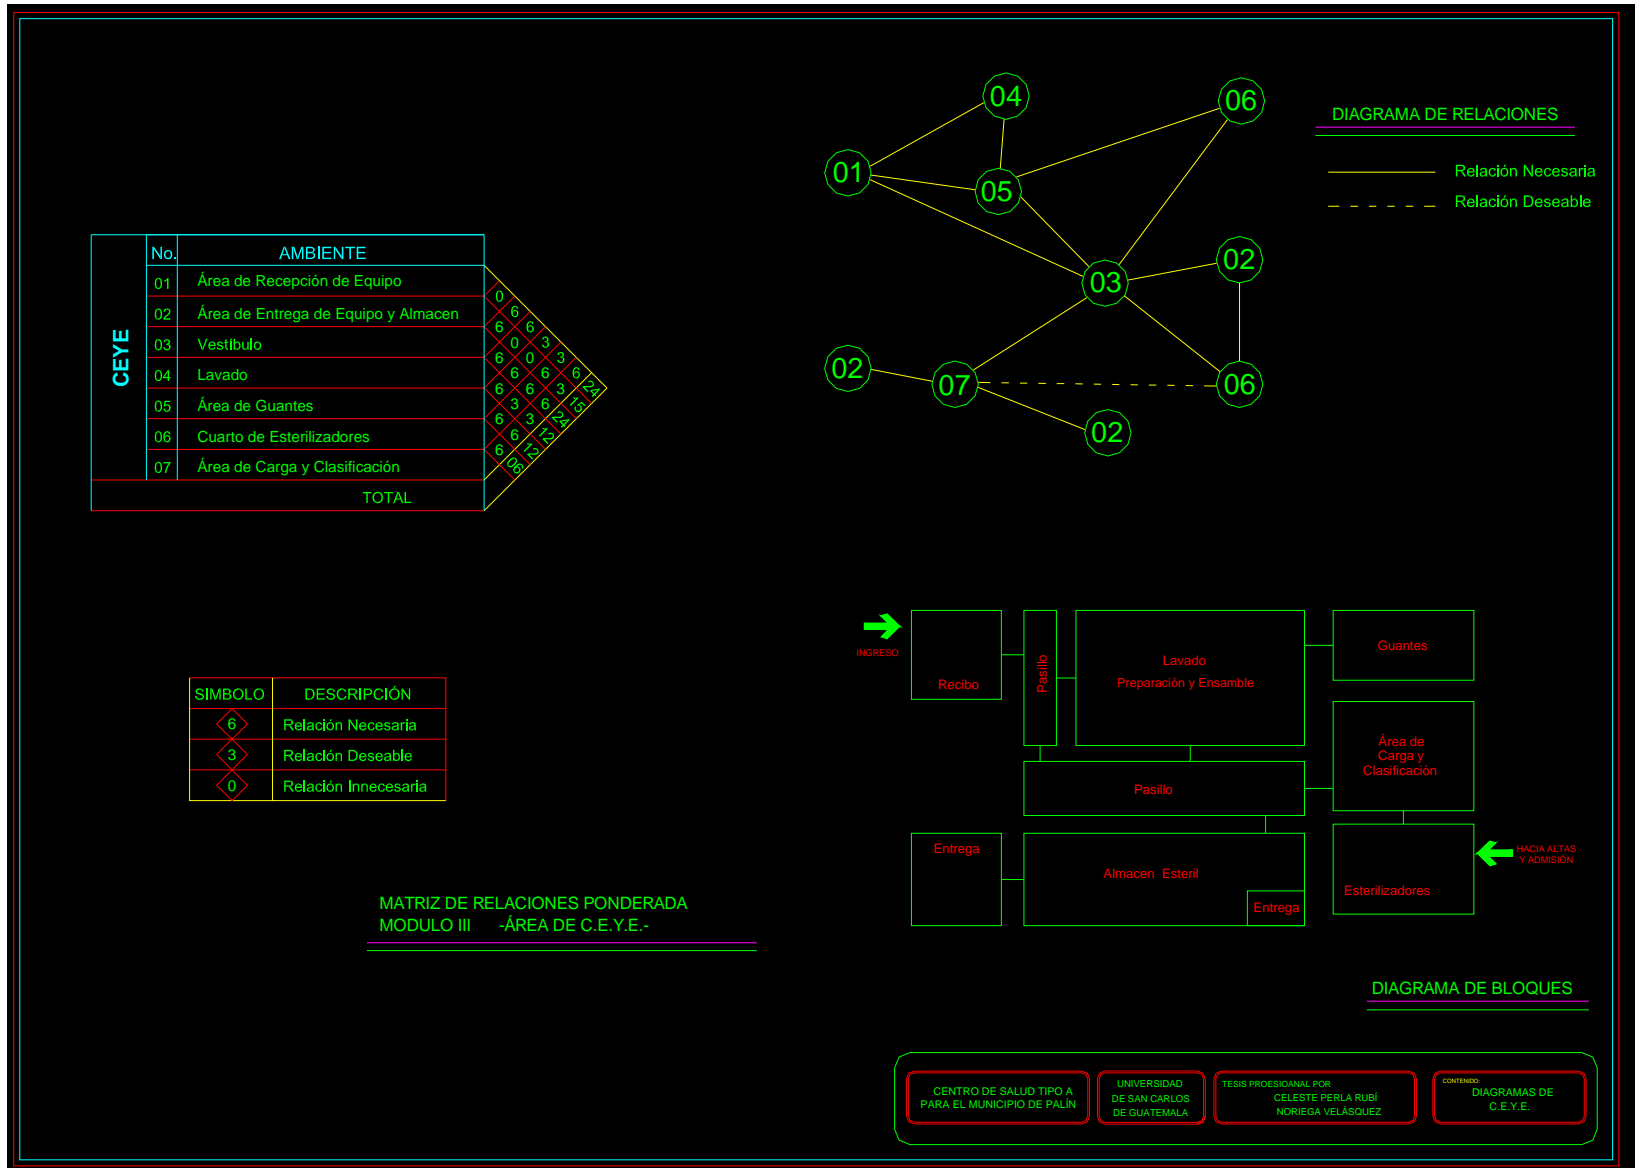 04
06
DIAGRAMA DE RELACIONES
01
05
Relación Necesaria
Relación Deseable
03
02
02
07
06
02
No. AMBIENTE
CEYE
01 Área de Recepción de Equipo
02 Área de Entrega de Equipo y Almacen
03 Vestíbulo
04 Lavado
05 Área de Guantes
06 Cuarto de Esterilizadores
07 Área de Carga y Clasificación
TOTAL
0
6
6 6
0 3
6 0 3
6 6 6
6 6 3 24
3 6 15
6 3 24
6 12
6 12
06
SIMBOLO DESCRIPCIÓN
6 Relación Necesaria
3 Relación Deseable
0 Relación Innecesaria
MATRIZ DE RELACIONES PONDERADA
MODULO III -ÁREA DE C.E.Y.E.-
INGRESO
Recibo
Pasillo
Lavado
Preparación y Ensamble
Guantes
Área de
Carga y
Clasificación
Pasillo
Entrega
Almacen Esteril
Entrega
Esterilizadores
HACIA ALTAS
Y ADMISIÓN
DIAGRAMA DE BLOQUES
CENTRO DE SALUD TIPO A
PARA EL MUNICIPIO DE PALÍN
UNIVERSIDAD
DE SAN CARLOS
DE GUATEMALA
TESIS PROESIOANAL POR
CELESTE PERLA RUBÍ
NORIEGA VELÁSQUEZ
CONTENIDO:
DIAGRAMAS DE
C.E.Y.E.